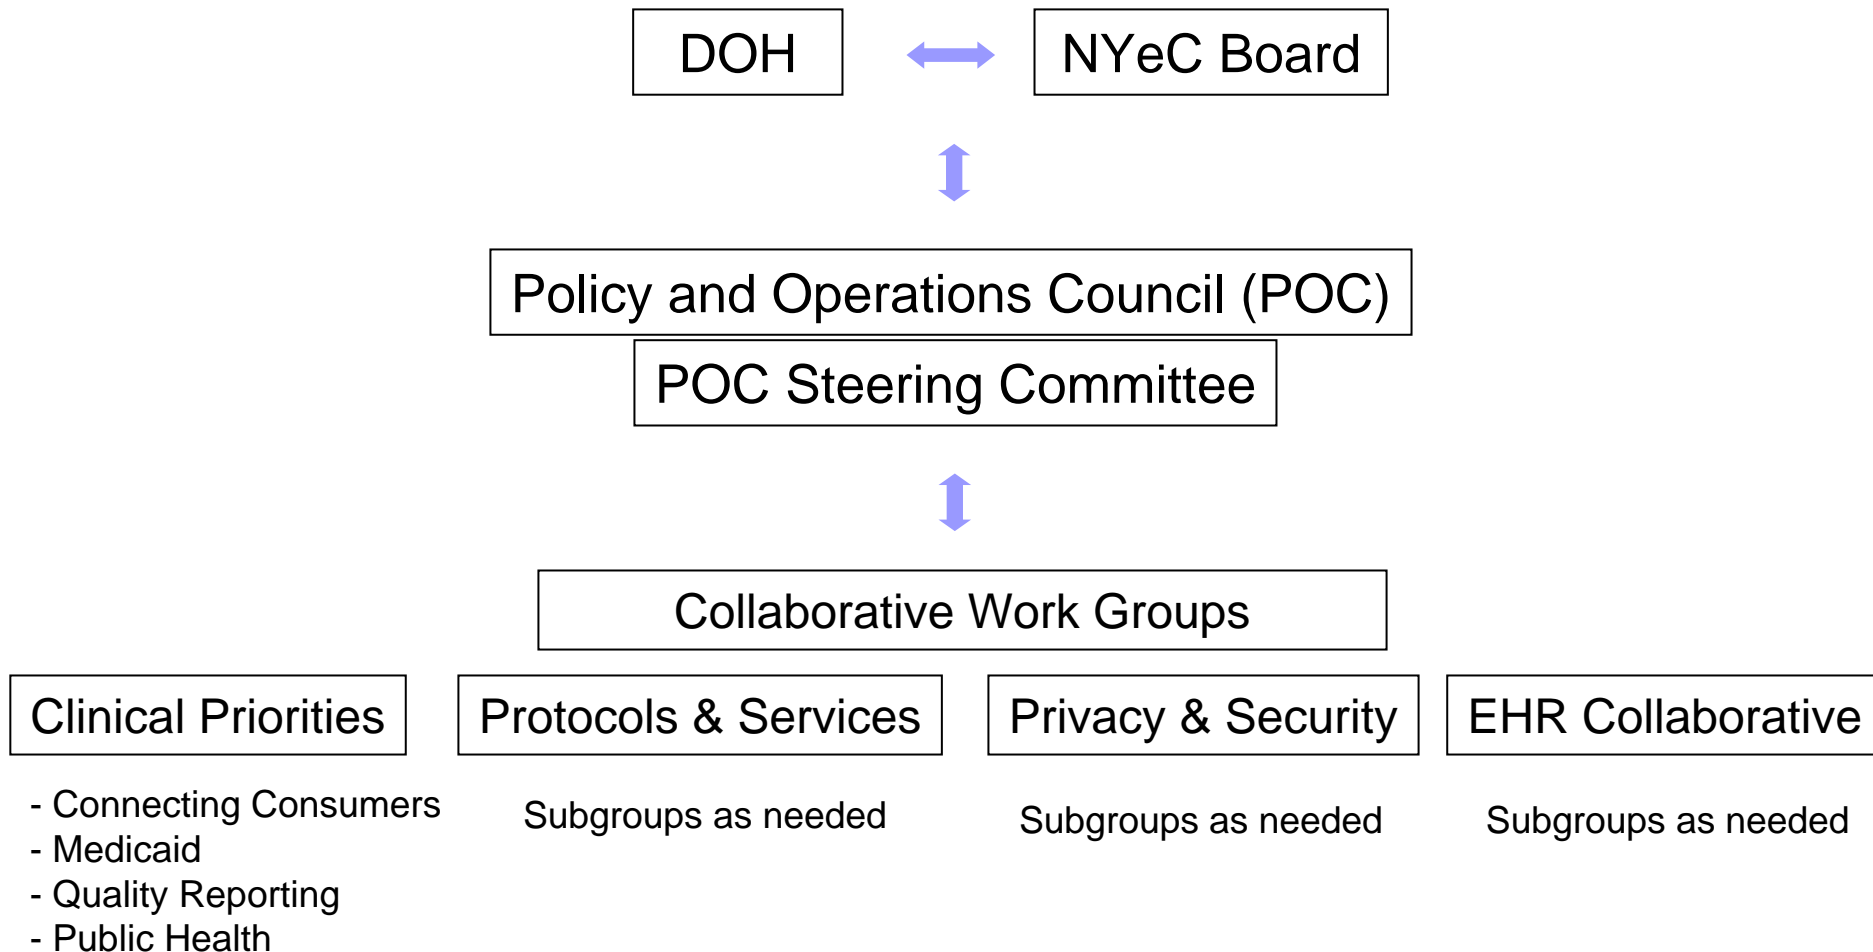 DOH
NYeC Board
Policy and Operations Council (POC)
POC Steering Committee
Collaborative Work Groups
Clinical Priorities
Protocols & Services
Privacy & Security
EHR Collaborative
- Connecting Consumers
- Medicaid
- Quality Reporting
- Public Health
Subgroups as needed
Subgroups as needed
Subgroups as needed